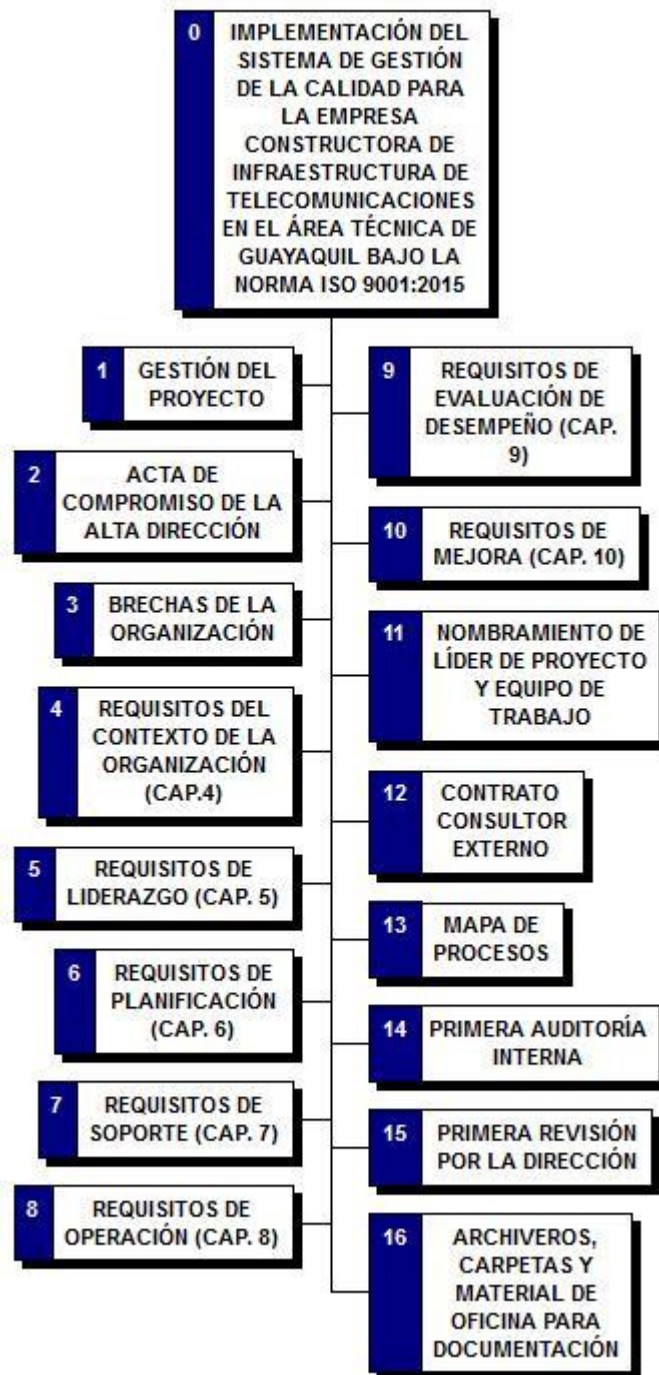 0 IMPLEMENTACIÓN DEL
SISTEMA DE GESTIÓN
DE LA CALIDAD PARA
LA EMPRESA
CONSTRUCTORA DE
INFRAESTRUCTURA DE
TELECOMUNICACIONES
EN EL ÁREA TÉCNICA DE
GUAYAQUIL BAJO LA
NORMA ISO 9001:2015
1 GESTIÓN DEL
PROYECTO
2 ACTA DE
COMPROMISO DE LA
ALTA DIRECCIÓN
3 BRECHAS DE LA
ORGANIZACIÓN
4 REQUISITOS DEL
CONTEXTO DE LA
ORGANIZACIÓN
(CAP.4)
5 REQUISITOS DE
LIDERAZGO (CAP. 5)
6 REQUISITOS DE
PLANIFICACIÓN
(CAP. 6)
7 REQUISITOS DE
SOPORTE (CAP. 7)
8 REQUISITOS DE
OPERACIÓN (CAP. 8)
9 REQUISITOS DE
EVALUACIÓN DE
DESEMPEÑO (CAP.
9)
10 REQUISITOS DE
MEJORA (CAP. 10)
11 NOMBRAMIENTO DE
LÍDER DE PROYECTO
Y EQUIPO DE
TRABAJO
12 CONTRATO
CONSULTOR
EXTERNO
13 MAPA DE
PROCESOS
14 PRIMERA AUDITORÍA
INTERNA
15 PRIMERA REVISIÓN
POR LA DIRECCIÓN
16 ARCHIVEROS,
CARPETAS Y
MATERIAL DE
OFICINA PARA
DOCUMENTACIÓN